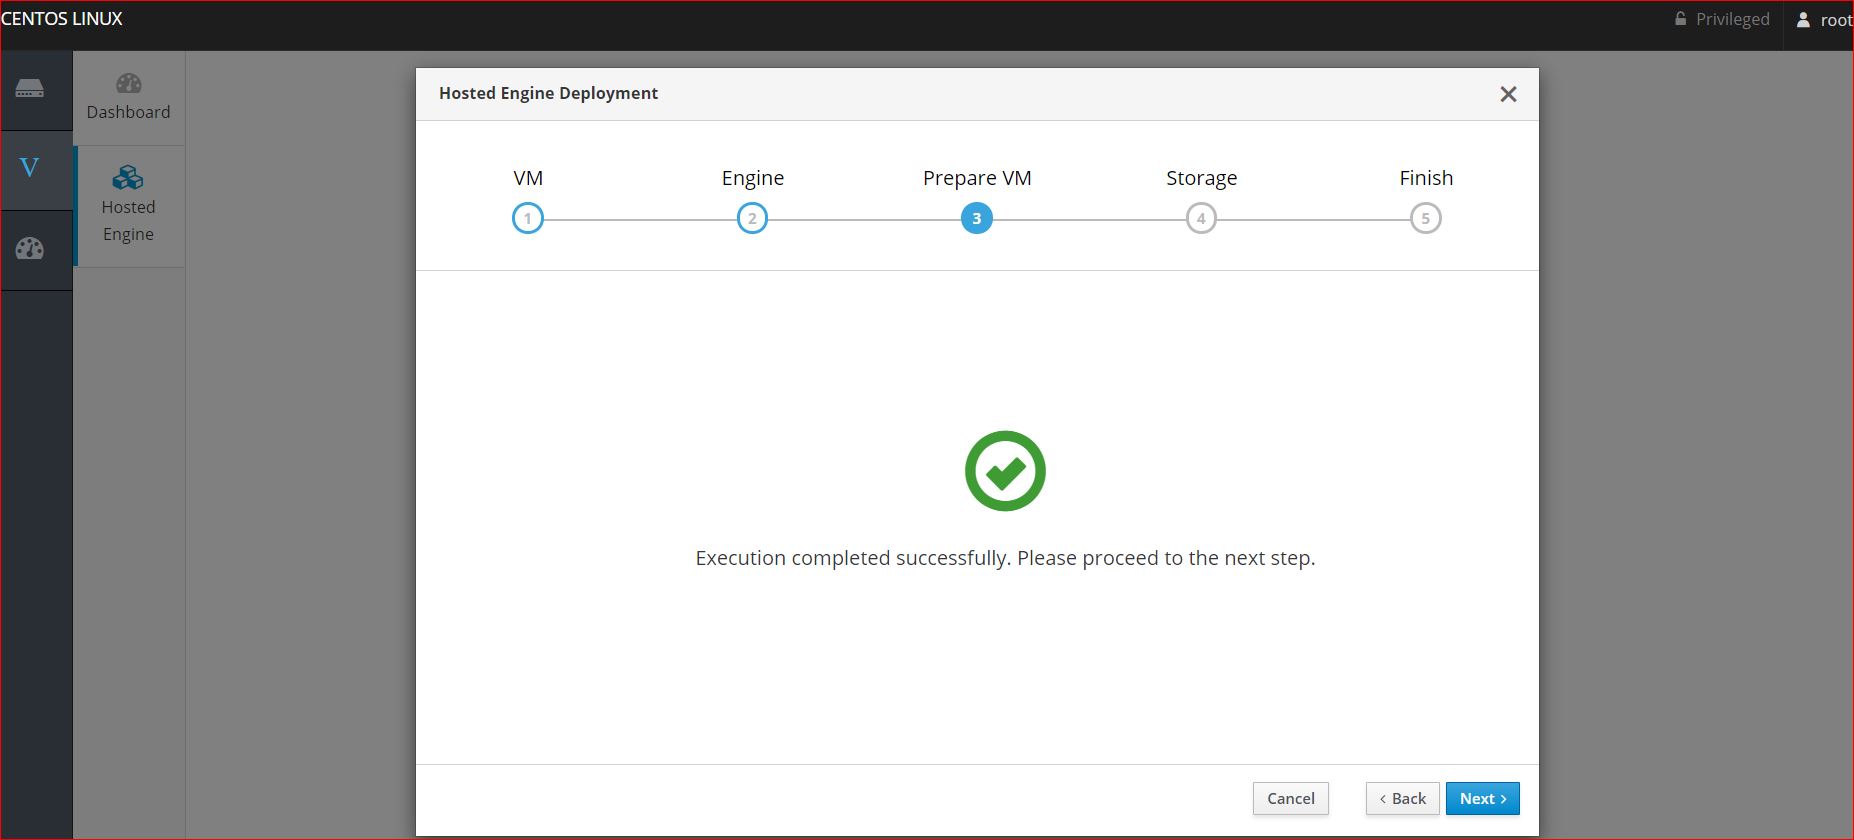 CENTOS LINUX
Privileged
root
Dashboard
V
Hosted
Engine
Hosted Engine Deployment
VM
Engine
Prepare VM
Storage
Finish
1
2
3
4
5
Execution completed successfully. Please proceed to the next step.
Cancel
< Back
Next >